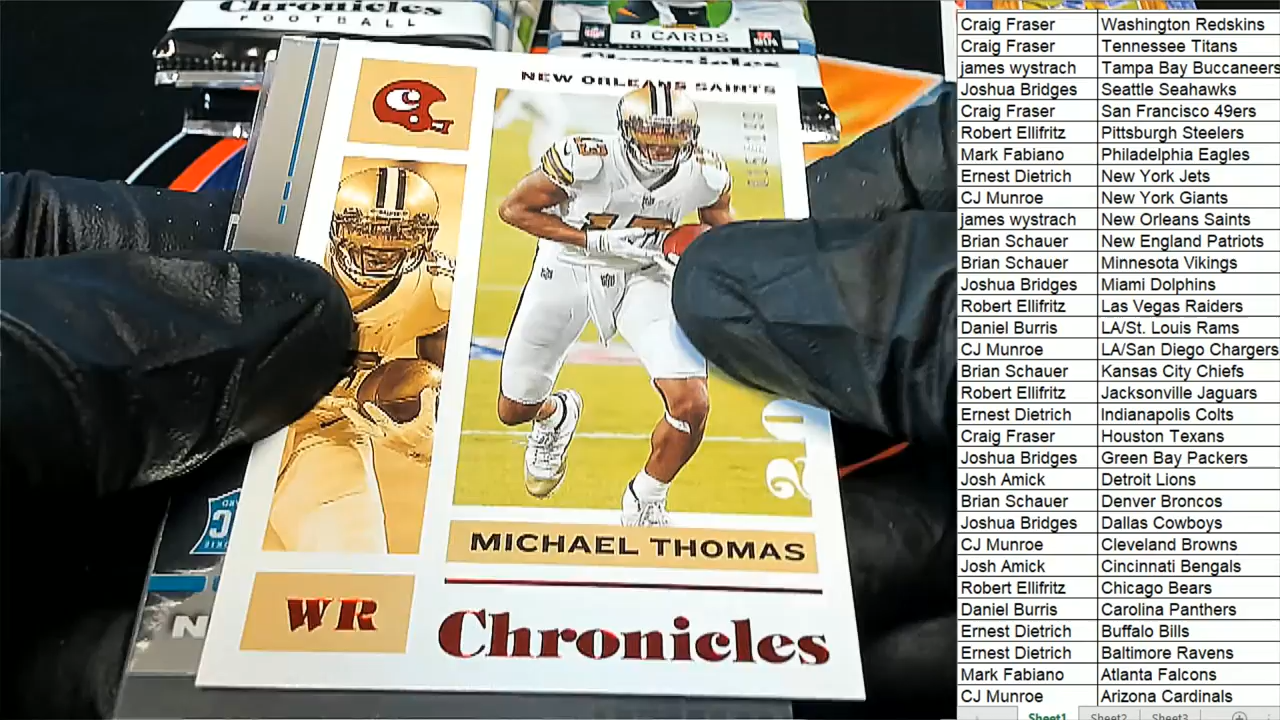 Chronicles
FOOTBALL
8 CARDS
NEW ORLEANS SAINTS
C
13
MICHAEL THOMAS
WR
Chronicles
Craig Fraser Washington Redskins
Craig Fraser Tennessee Titans
james wystrach Tampa Bay Buccaneers
Joshua Bridges Seattle Seahawks
Craig Fraser San Francisco 49ers
Robert Ellifritz Pittsburgh Steelers
Mark Fabiano Philadelphia Eagles
Ernest Dietrich New York Jets
CJ Munroe New York Giants
james wystrach New Orleans Saints
Brian Schauer New England Patriots
Brian Schauer Minnesota Vikings
Joshua Bridges Miami Dolphins
Robert Ellifritz Las Vegas Raiders
Daniel Burris LA/St. Louis Rams
CJ Munroe LA/San Diego Chargers
Brian Schauer Kansas City Chiefs
Robert Ellifritz Jacksonville Jaguars
Ernest Dietrich Indianapolis Colts
Craig Fraser Houston Texans
Joshua Bridges Green Bay Packers
Josh Amick Detroit Lions
Brian Schauer Denver Broncos
Joshua Bridges Dallas Cowboys
CJ Munroe Cleveland Browns
Josh Amick Cincinnati Bengals
Robert Ellifritz Chicago Bears
Daniel Burris Carolina Panthers
Ernest Dietrich Buffalo Bills
Ernest Dietrich Baltimore Ravens
Mark Fabiano Atlanta Falcons
CJ Munroe Arizona Cardinals
Sheet1 Sheet2 Sheet3